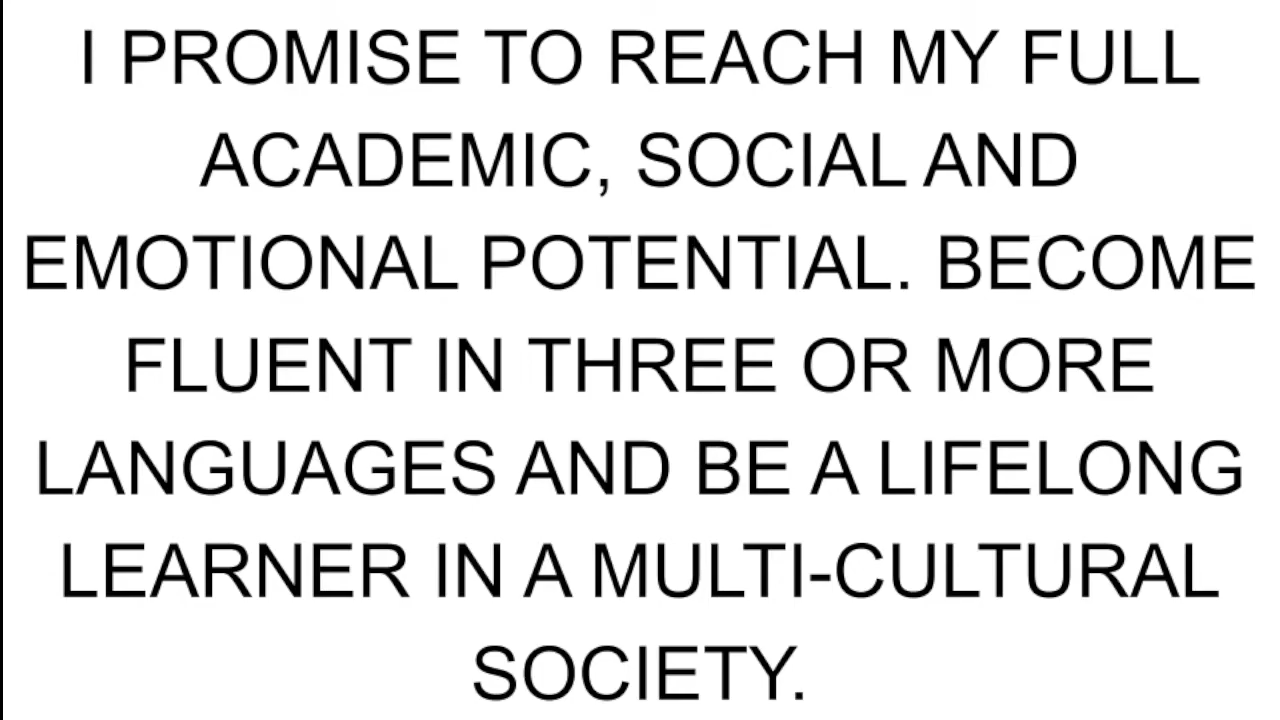 I PROMISE TO REACH MY FULL
ACADEMIC, SOCIAL AND
EMOTIONAL POTENTIAL. BECOME
FLUENT IN THREE OR MORE
LANGUAGES AND BE A LIFELONG
LEARNER IN A MULTI-CULTURAL
SOCIETY.